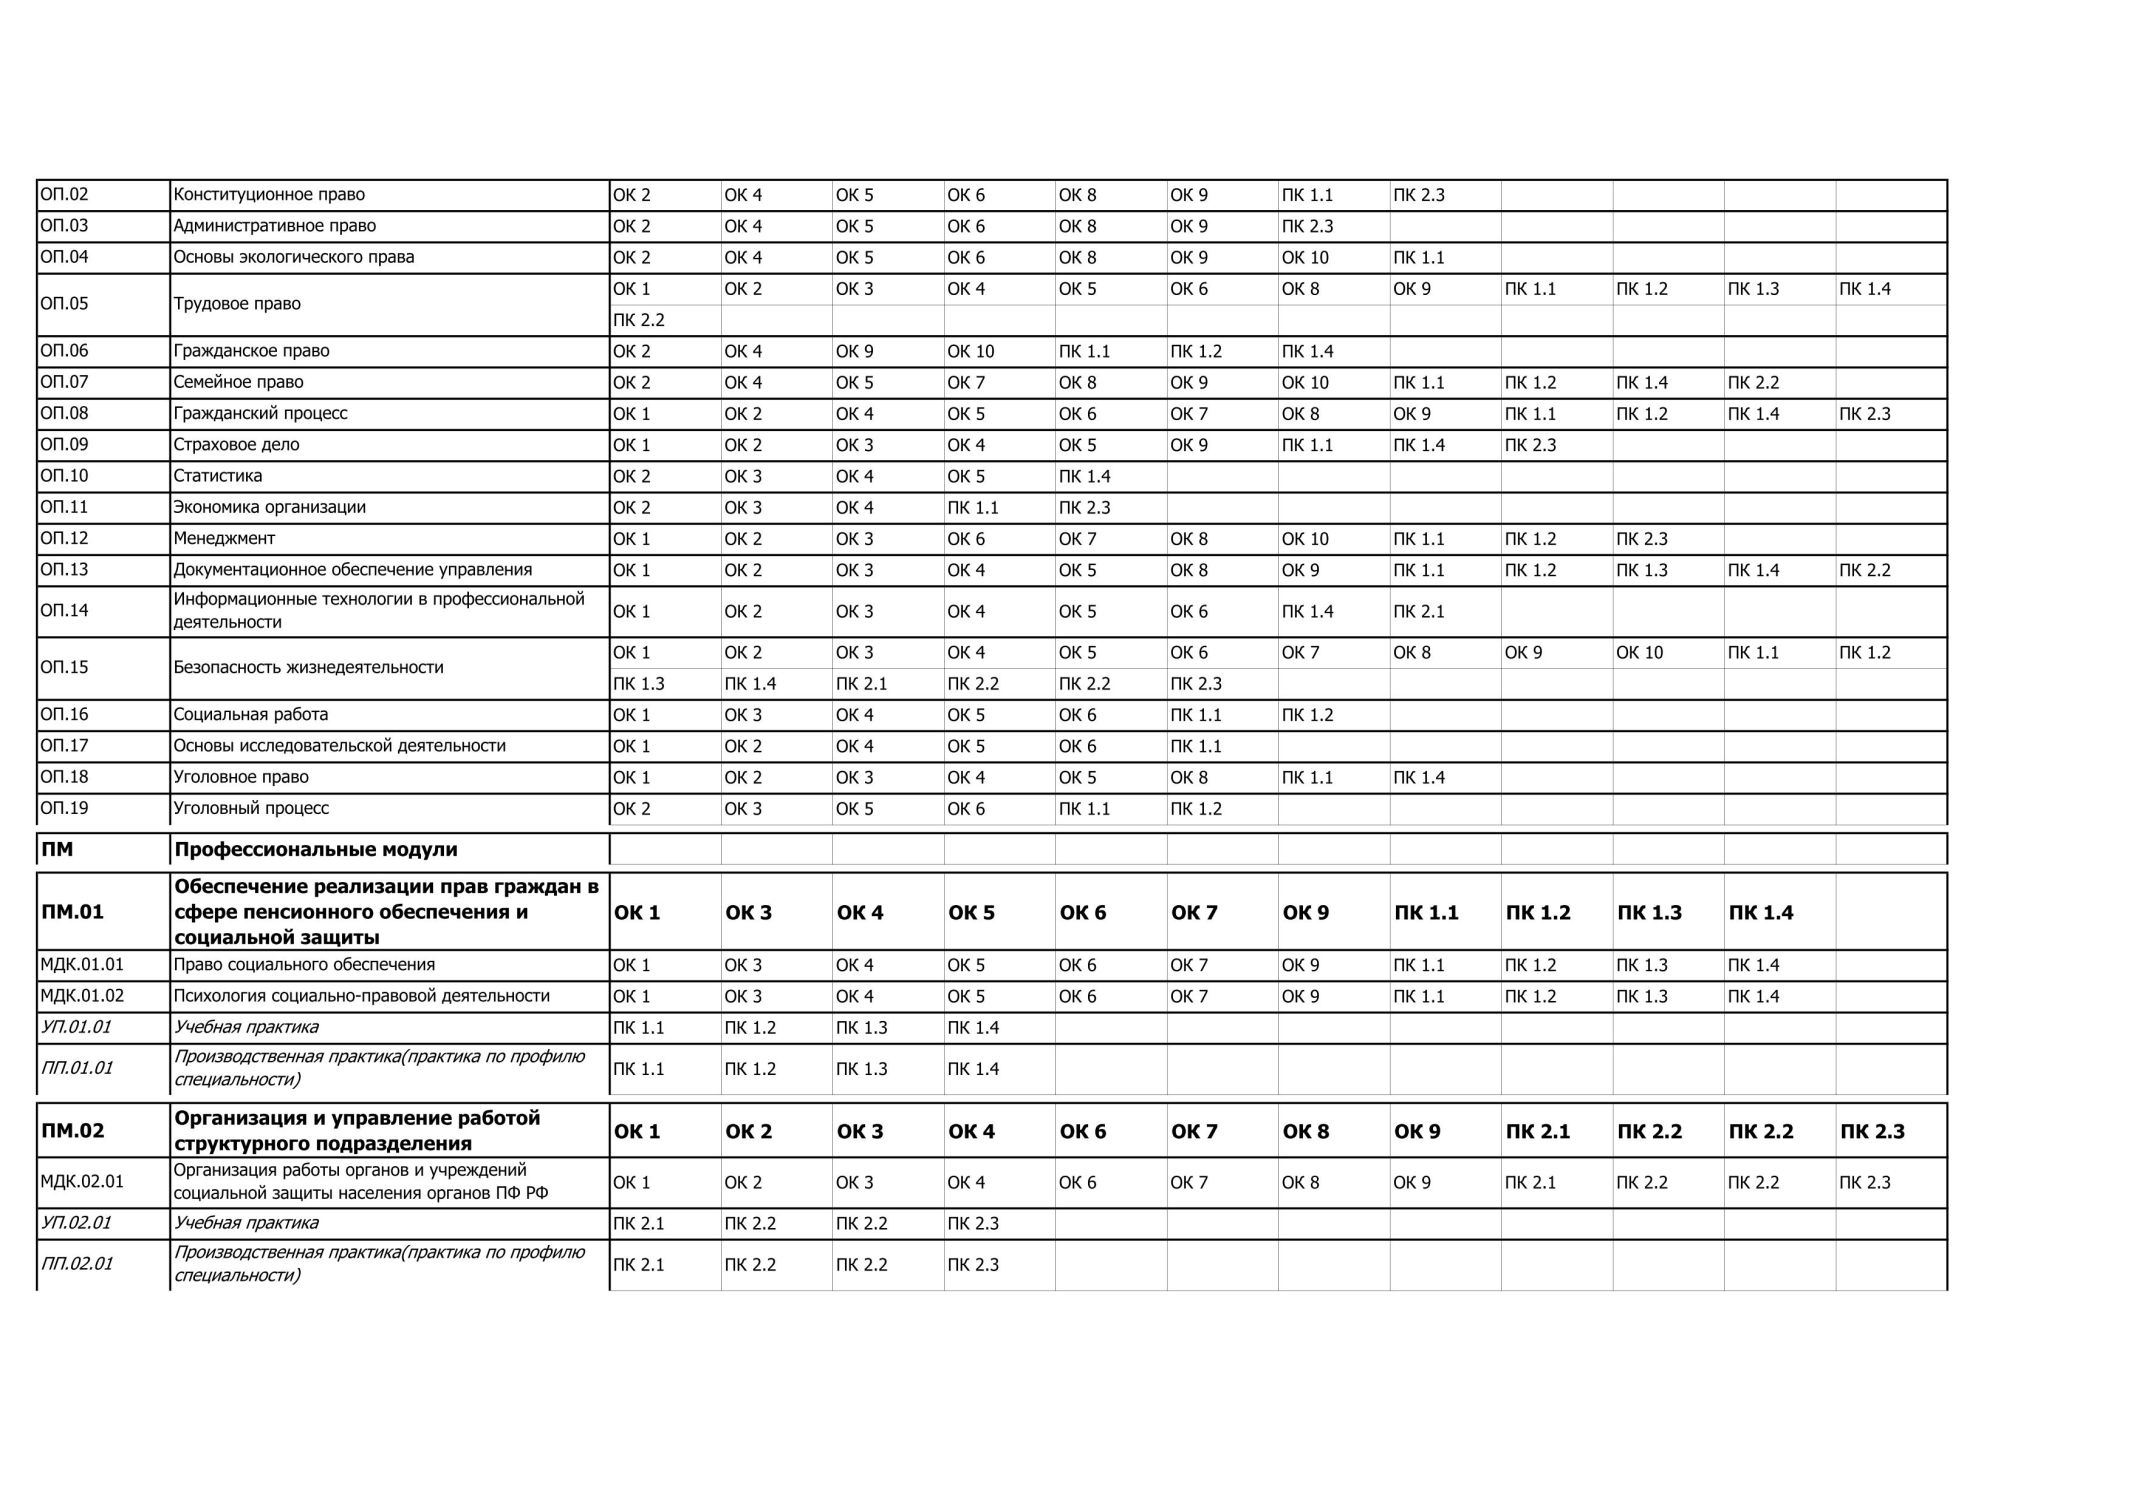 ОП.02 Конституционное право ОК 2 ОК 4 ОК 5 ОК 6 ОК 8 ОК 9 ПК 1.1 ПК 2.3
ОП.03 Административное право ОК 2 ОК 4 ОК 5 ОК 6 ОК 8 ОК 9 ПК 2.3
ОП.04 Основы экологического права ОК 2 ОК 4 ОК 5 ОК 6 ОК 8 ОК 9 ОК 10 ПК 1.1
ОП.05 Трудовое право ОК 1 ОК 2 ОК 3 ОК 4 ОК 5 ОК 6 ОК 8 ОК 9 ПК 1.1 ПК 1.2 ПК 1.3 ПК 1.4
ПК 2.2
ОП.06 Гражданское право ОК 2 ОК 4 ОК 9 ОК 10 ПК 1.1 ПК 1.2 ПК 1.4
ОП.07 Семейное право ОК 2 ОК 4 ОК 5 ОК 7 ОК 8 ОК 9 ОК 10 ПК 1.1 ПК 1.2 ПК 1.4 ПК 2.2
ОП.08 Гражданский процесс ОК 1 ОК 2 ОК 4 ОК 5 ОК 6 ОК 7 ОК 8 ОК 9 ПК 1.1 ПК 1.2 ПК 1.4 ПК 2.3
ОП.09 Страховое дело ОК 1 ОК 2 ОК 3 ОК 4 ОК 5 ОК 9 ПК 1.1 ПК 1.4 ПК 2.3
ОП.10 Статистика ОК 2 ОК 3 ОК 4 ОК 5 ПК 1.4
ОП.11 Экономика организации ОК 2 ОК 3 ОК 4 ПК 1.1 ПК 2.3
ОП.12 Менеджмент ОК 1 ОК 2 ОК 3 ОК 6 ОК 7 ОК 8 ОК 10 ПК 1.1 ПК 1.2 ПК 2.3
ОП.13 Документационное обеспечение управления ОК 1 ОК 2 ОК 3 ОК 4 ОК 5 ОК 8 ОК 9 ПК 1.1 ПК 1.2 ПК 1.3 ПК 1.4 ПК 2.2
ОП.14 Информационные технологии в профессиональной
деятельности ОК 1 ОК 2 ОК 3 ОК 4 ОК 5 ОК 6 ПК 1.4 ПК 2.1
ОП.15 Безопасность жизнедеятельности ОК 1 ОК 2 ОК 3 ОК 4 ОК 5 ОК 6 ОК 7 ОК 8 ОК 9 ОК 10 ПК 1.1 ПК 1.2
ПК 1.3 ПК 1.4 ПК 2.1 ПК 2.2 ПК 2.2 ПК 2.3
ОП.16 Социальная работа ОК 1 ОК 3 ОК 4 ОК 5 ОК 6 ПК 1.1 ПК 1.2
ОП.17 Основы исследовательской деятельности ОК 1 ОК 2 ОК 4 ОК 5 ОК 6 ПК 1.1
ОП.18 Уголовное право ОК 1 ОК 2 ОК 3 ОК 4 ОК 5 ОК 8 ПК 1.1 ПК 1.4
ОП.19 Уголовный процесс ОК 2 ОК 3 ОК 5 ОК 6 ПК 1.1 ПК 1.2
ПМ Профессиональные модули
ПМ.01 Обеспечение реализации прав граждан в
сфере пенсионного обеспечения и
социальной защиты ОК 1 ОК 3 ОК 4 ОК 5 ОК 6 ОК 7 ОК 9 ПК 1.1 ПК 1.2 ПК 1.3 ПК 1.4
МДК.01.01 Право социального обеспечения ОК 1 ОК 3 ОК 4 ОК 5 ОК 6 ОК 7 ОК 9 ПК 1.1 ПК 1.2 ПК 1.3 ПК 1.4
МДК.01.02 Психология социально-правовой деятельности ОК 1 ОК 3 ОК 4 ОК 5 ОК 6 ОК 7 ОК 9 ПК 1.1 ПК 1.2 ПК 1.3 ПК 1.4
УП.01.01 Учебная практика ПК 1.1 ПК 1.2 ПК 1.3 ПК 1.4
ПП.01.01 Производственная практика(практика по профилю
специальности) ПК 1.1 ПК 1.2 ПК 1.3 ПК 1.4
ПМ.02 Организация и управление работой
структурного подразделения ОК 1 ОК 2 ОК 3 ОК 4 ОК 6 ОК 7 ОК 8 ОК 9 ПК 2.1 ПК 2.2 ПК 2.2 ПК 2.3
МДК.02.01 Организация работы органов и учреждений
социальной защиты населения органов ПФ РФ ОК 1 ОК 2 ОК 3 ОК 4 ОК 6 ОК 7 ОК 8 ОК 9 ПК 2.1 ПК 2.2 ПК 2.2 ПК 2.3
УП.02.01 Учебная практика ПК 2.1 ПК 2.2 ПК 2.2 ПК 2.3
ПП.02.01 Производственная практика(практика по профилю
специальности) ПК 2.1 ПК 2.2 ПК 2.2 ПК 2.3